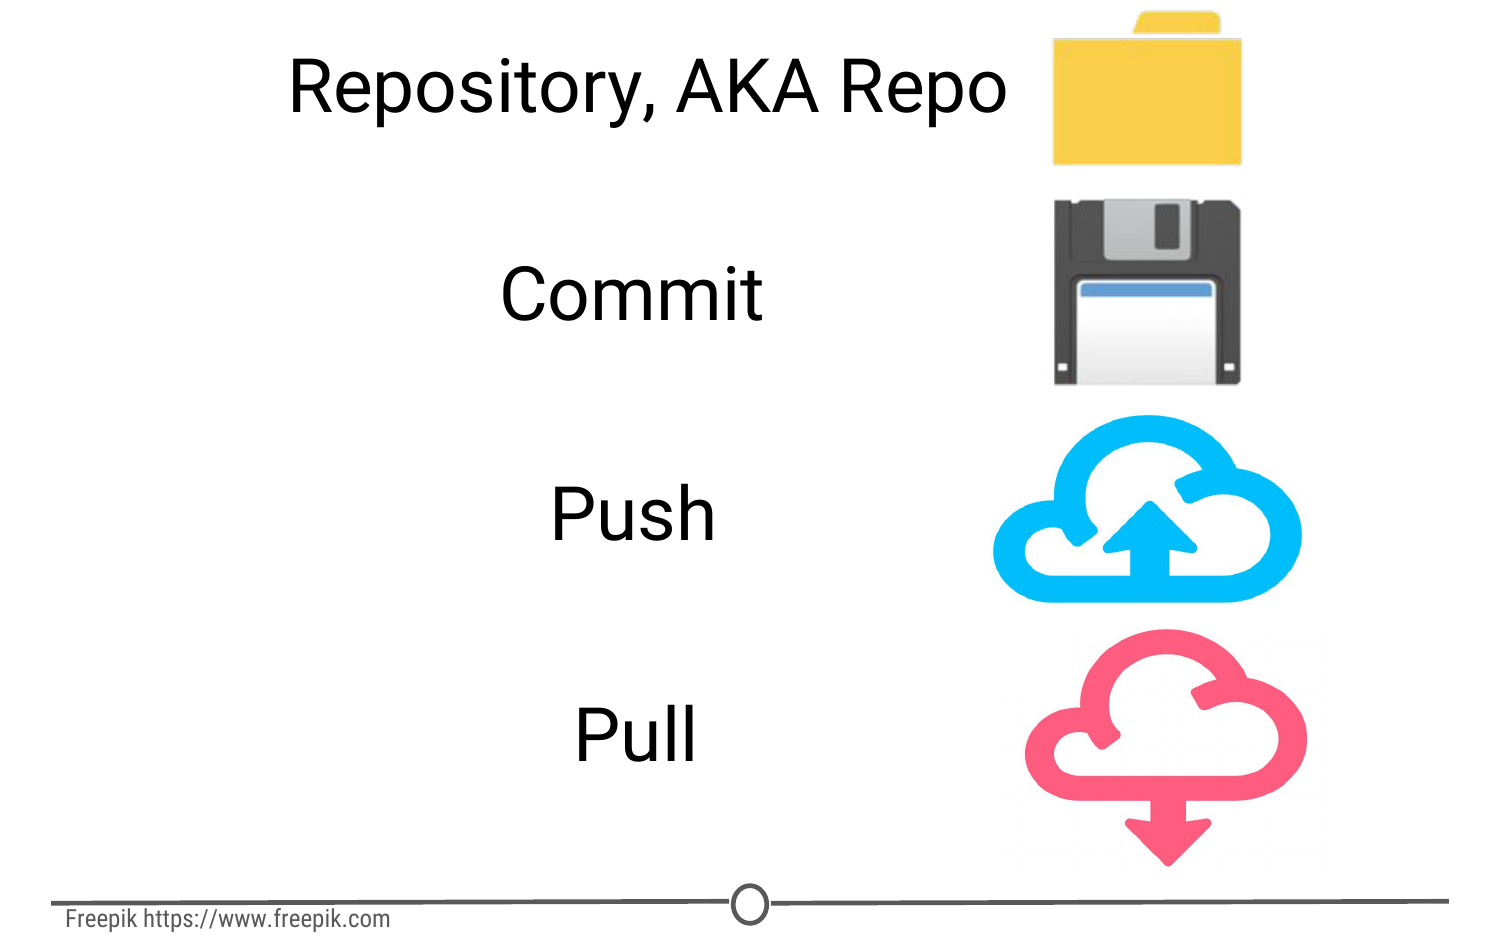 Repository, AKA Repo
Commit
Push
Pull
Freepik https://www.freepik.com